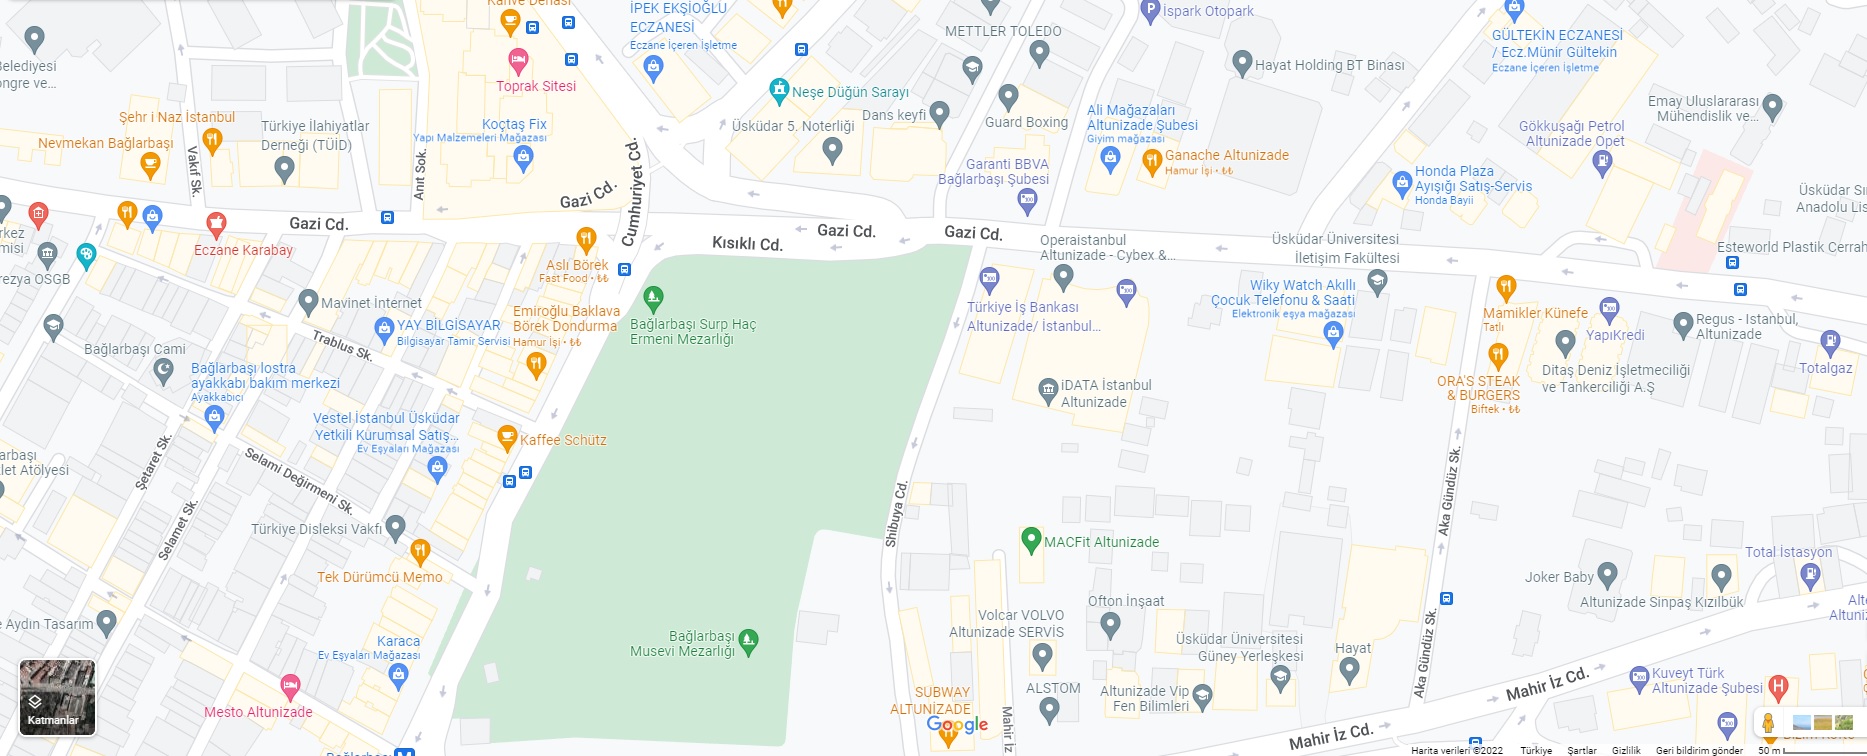 Kahve Dehası
İPEK EKŞİOĞLU
ECZANESİ
Eczane İçeren İşletme
Ispark Otopark
METTLER TOLEDO
GÜLTEKİN ECZANESİ
/ Ecz.Münir Gültekin
Eczane İçeren İşletme
Belediyesi
ongre ve...
Toprak Sitesi
Hayat Holding BT Binası
Neşe Düğün Sarayı
Emay Uluslararası
Mühendislik ve...
Şehr i Naz İstanbul
Nevmekan Bağlarbaşı
Türkiye İlahiyatlar
Derneği (TÜİD)
Koçtaş Fix
Yapı Malzemeleri Mağazası
Üsküdar 5. Noterliği
Dans keyfi
Guard Boxing
Ali Mağazaları
Altunizade Şubesi
Giyim mağazası
Gökkuşağı Petrol
Altunizade Opet
Ganache Altunizade
Hamur İşi • ₺₺
Garanti BBVA
Bağlarbaşı Şubesi
Honda Plaza
Ayışığı Satış-Servis
Honda Bayii
Vakıf Sk.
Anıt Sok.
Gazi Cd.
Cumhuriyet Cd.
Üsküdar Sın
Anadolu Lis
Gazi Cd.
Kısıklı Cd.
Gazi Cd.
Gazi Cd.
Eczane Karabay
Operaistanbul
Altunizade - Cybex &...
Üsküdar Üniversitesi
İletişim Fakültesi
Esteworld Plastik Cerrah
rkez
misi
rezya OSGB
Aslı Börek
Fast Food • ₺₺
Mavinet İnternet
Emiroğlu Baklava
Börek Dondurma
Hamur İşi • ₺₺
Bağlarbaşı Surp Haç
Ermeni Mezarlığı
Türkiye İş Bankası
Altunizade/ İstanbul...
Wiky Watch Akıllı
Çocuk Telefonu & Saati
Elektronik eşya mağazası
Mamikler Künefe
Tatlı
YapıKredi
Regus - Istanbul,
Altunizade
YAY BİLGİSAYAR
Bilgisayar Tamir Servisi
Trablus Sk.
Bağlarbaşı Cami
Bağlarbaşı lostra
ayakkabı bakım merkezi
Ayakkabıcı
iDATA İstanbul
Altunizade
ORA'S STEAK
& BURGERS
Biftek • ₺₺
Ditaş Deniz İşletmeciliği
ve Tankerciliği A.Ş
Totalgaz
Vestel İstanbul Üsküdar
Yetkili Kurumsal Satış...
Ev Eşyaları Mağazası
Kaffee Schütz
arbaşı
let Atölyesi
Şetaret Sk.
Selami Değirmeni Sk.
Selamet Sk.
Shibuya Cd.
Aka Gündüz Sk.
Türkiye Disleksi Vakfı
MACFit Altunizade
Total İstasyon
Tek Dürümcü Memo
Joker Baby
Altunizade Sinpaş Kızılbük
e Aydın Tasarım
Volcar VOLVO
Altunizade SERVİS
Ofton İnşaat
Karaca
Ev Eşyaları Mağazası
Bağlarbaşı
Musevi Mezarlığı
Üsküdar Üniversitesi
Güney Yerleşkesi
Hayat
Aka Gündüz Sk.
Kuveyt Türk
Altunizade Şubesi
Mahir İz Cd.
Mesto Altunizade
SUBWAY
ALTUNİZADE
ALSTOM
Altunizade Vip
Fen Bilimleri
Mahir İz
Mahir İz Cd.
Katmanlar
Google
Harita verileri ©2022
Türkiye
Şartlar
Gizlilik
Geri bildirim gönder
50 m